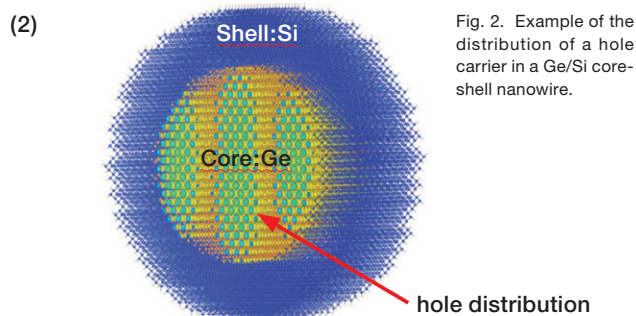 (2)
Shell:Si
Fig. 2. Example of the
distribution of a hole
carrier in a Ge/Si core-
shell nanowire.
Core:Ge
hole distribution